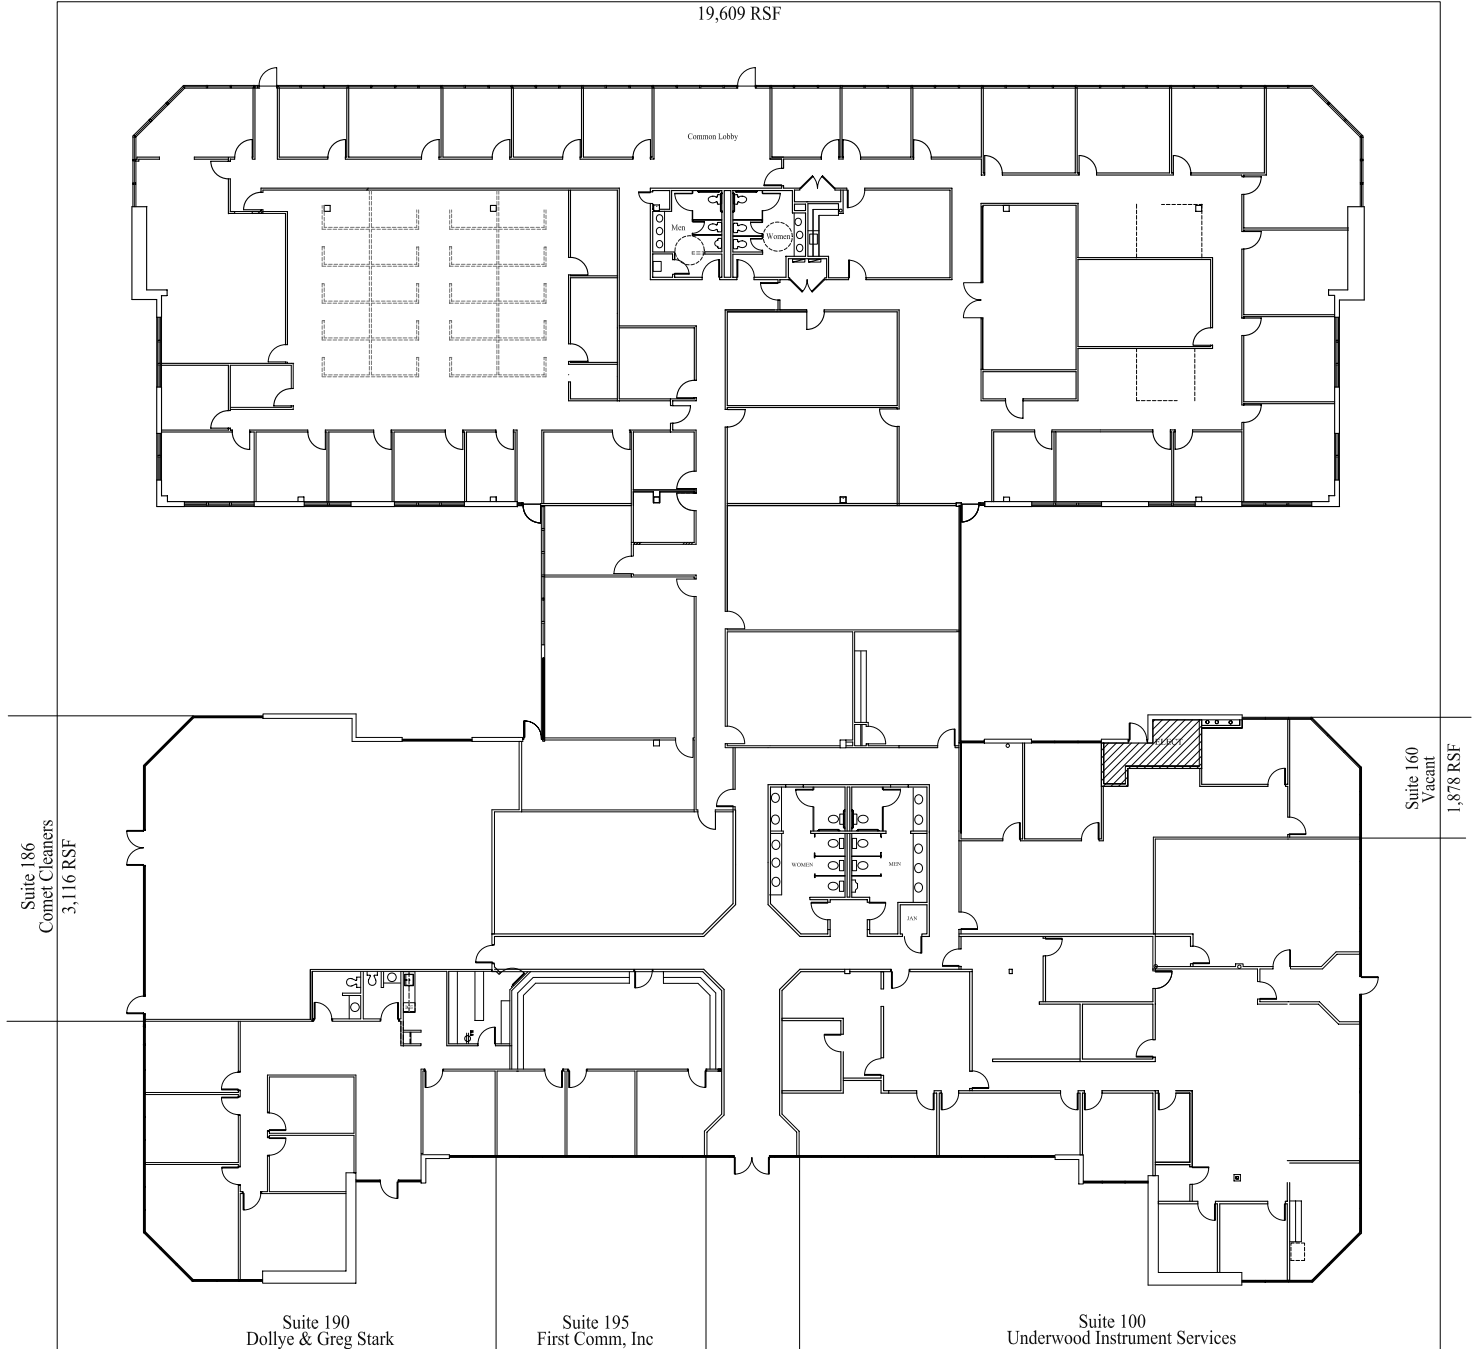 19,609 RSF
Common Lobby
Men
Women
ELECT.
Suite 160
Vacant
1,878 RSF
Suite 186
Comet Cleaners
3,116 RSF
WOMEN
MEN
JAN
Suite 190
Dollye & Greg Stark
Suite 195
First Comm, Inc
Suite 100
Underwood Instrument Services